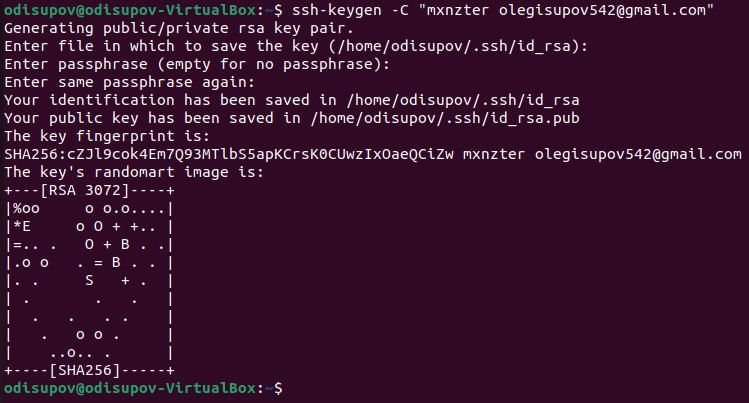 odisupov@odisupov-VirtualBox:~$ ssh-keygen -C "mxnzter olegisupov542@gmail.com"
Generating public/private rsa key pair.
Enter file in which to save the key (/home/odisupov/.ssh/id_rsa):
Enter passphrase (empty for no passphrase):
Enter same passphrase again:
Your identification has been saved in /home/odisupov/.ssh/id_rsa
Your public key has been saved in /home/odisupov/.ssh/id_rsa.pub
The key fingerprint is:
SHA256:cZJl9cok4Em7Q93MTlbS5apKCrsK0CUwzIxOaeQCiZw mxnzter olegisupov542@gmail.com
The key's randomart image is:
+---[RSA 3072]----+
|%oo     o o.o....|
|*E     o O + +.. |
|=.. .   O + B . .|
|.o o   . = B . . |
|. .     S   + .  |
| .       .   .   |
|  .   .   . .    |
|   .   o o .     |
|    ..o.. .      |
+----[SHA256]-----+
odisupov@odisupov-VirtualBox:~$